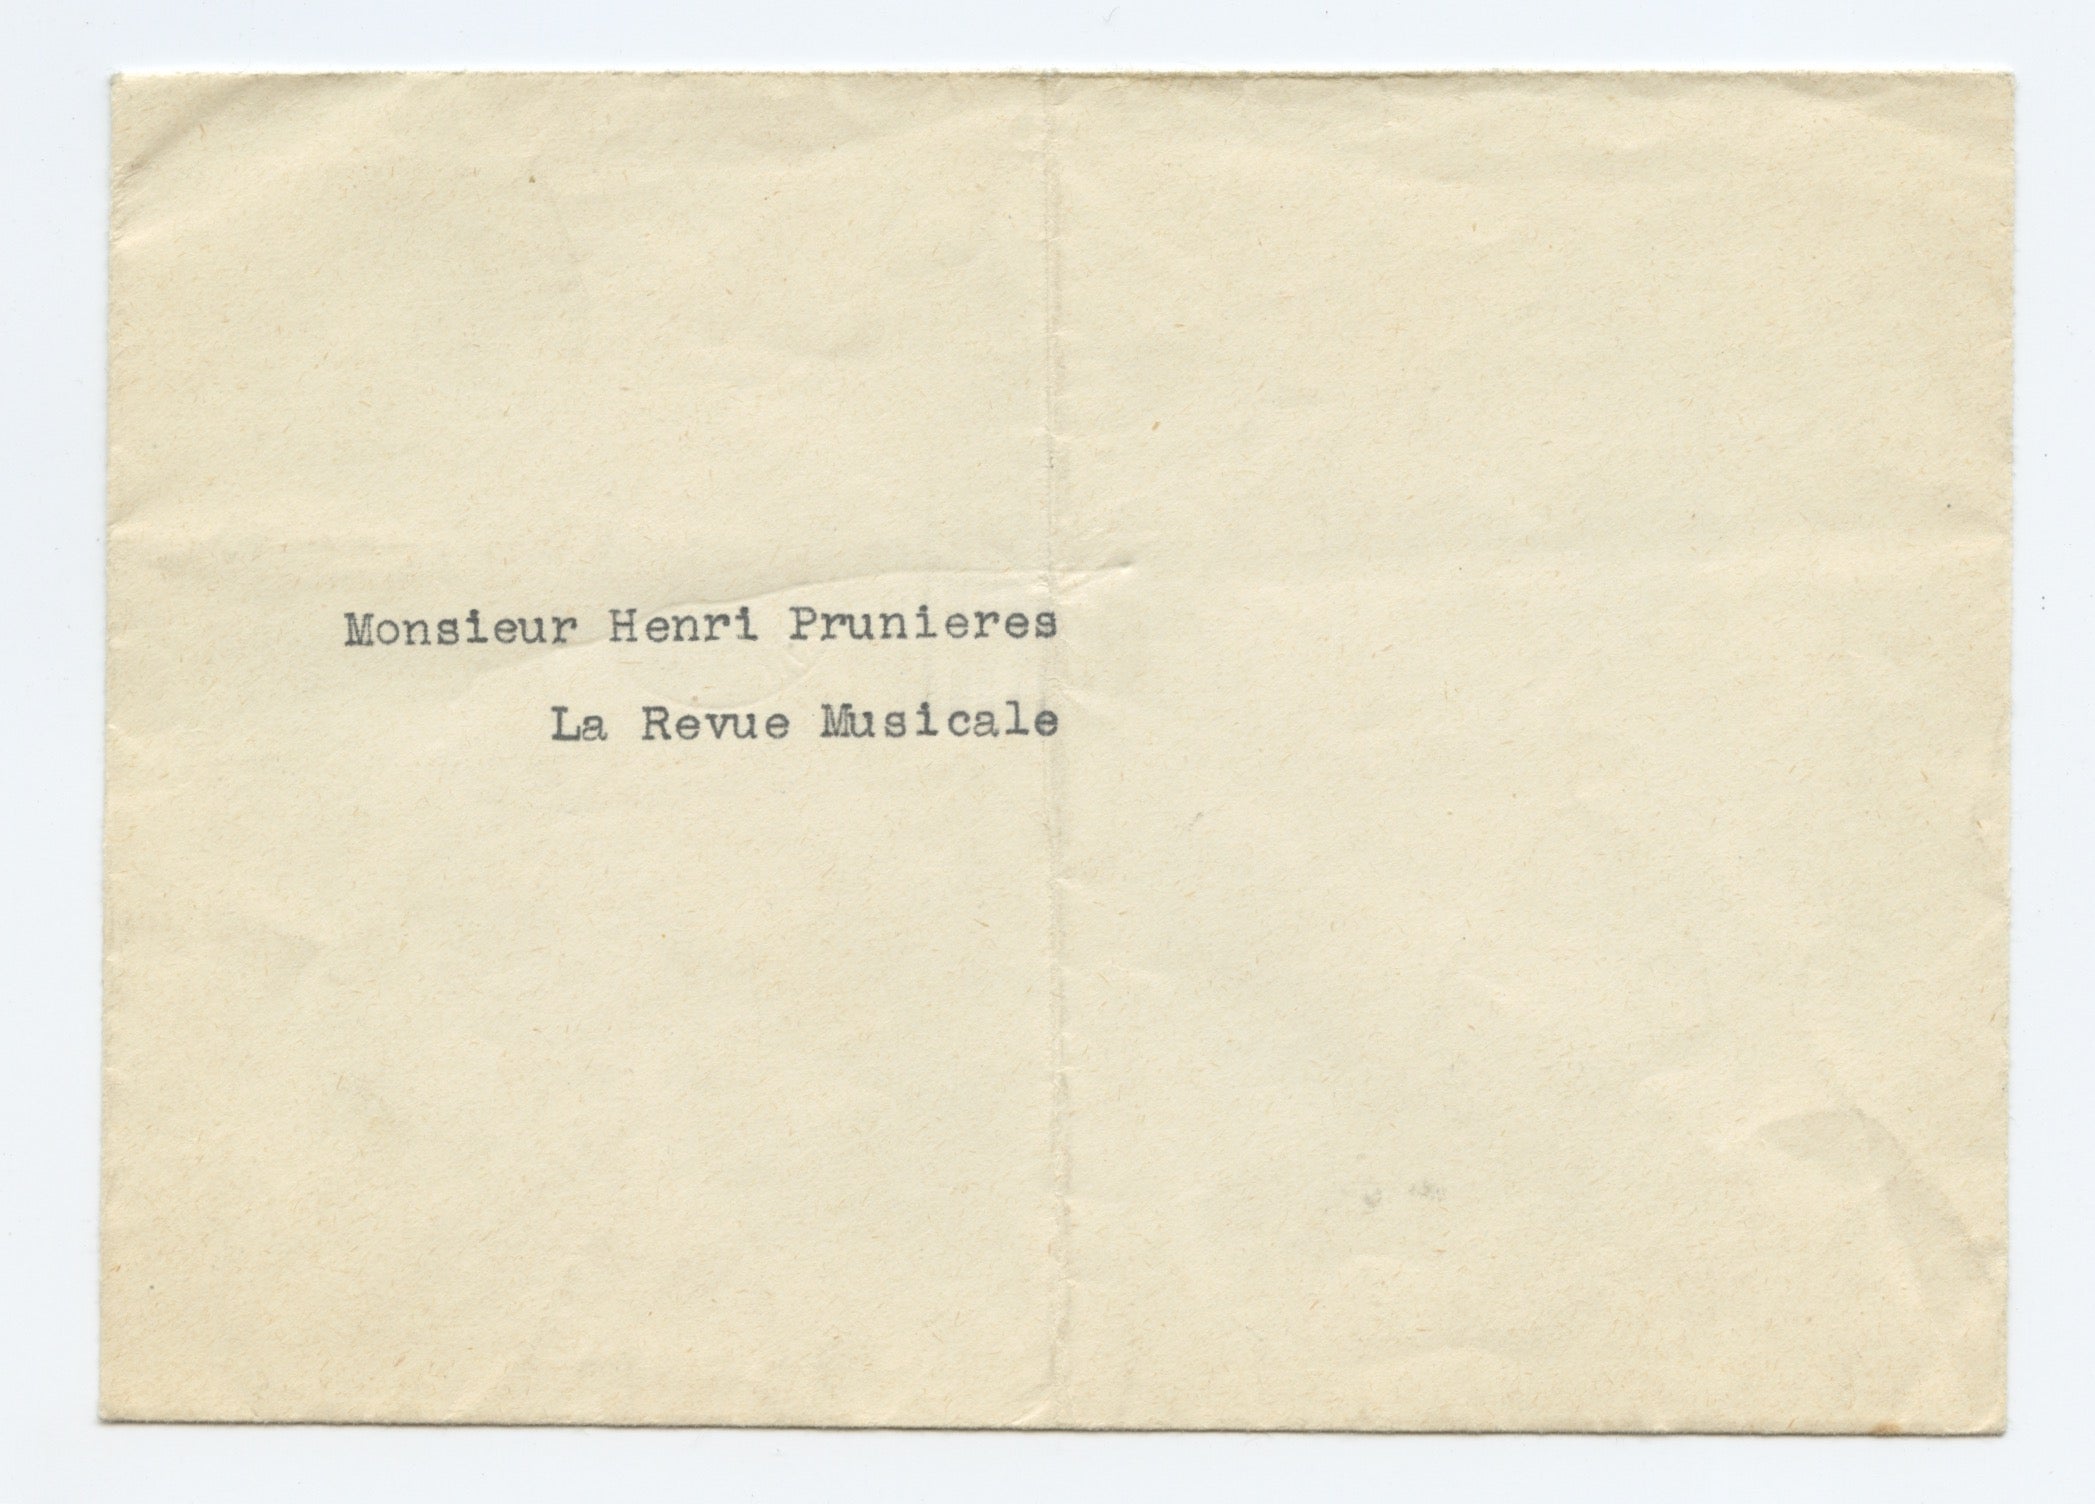 Monsieur Henri Prunieres
La Revue Musicale